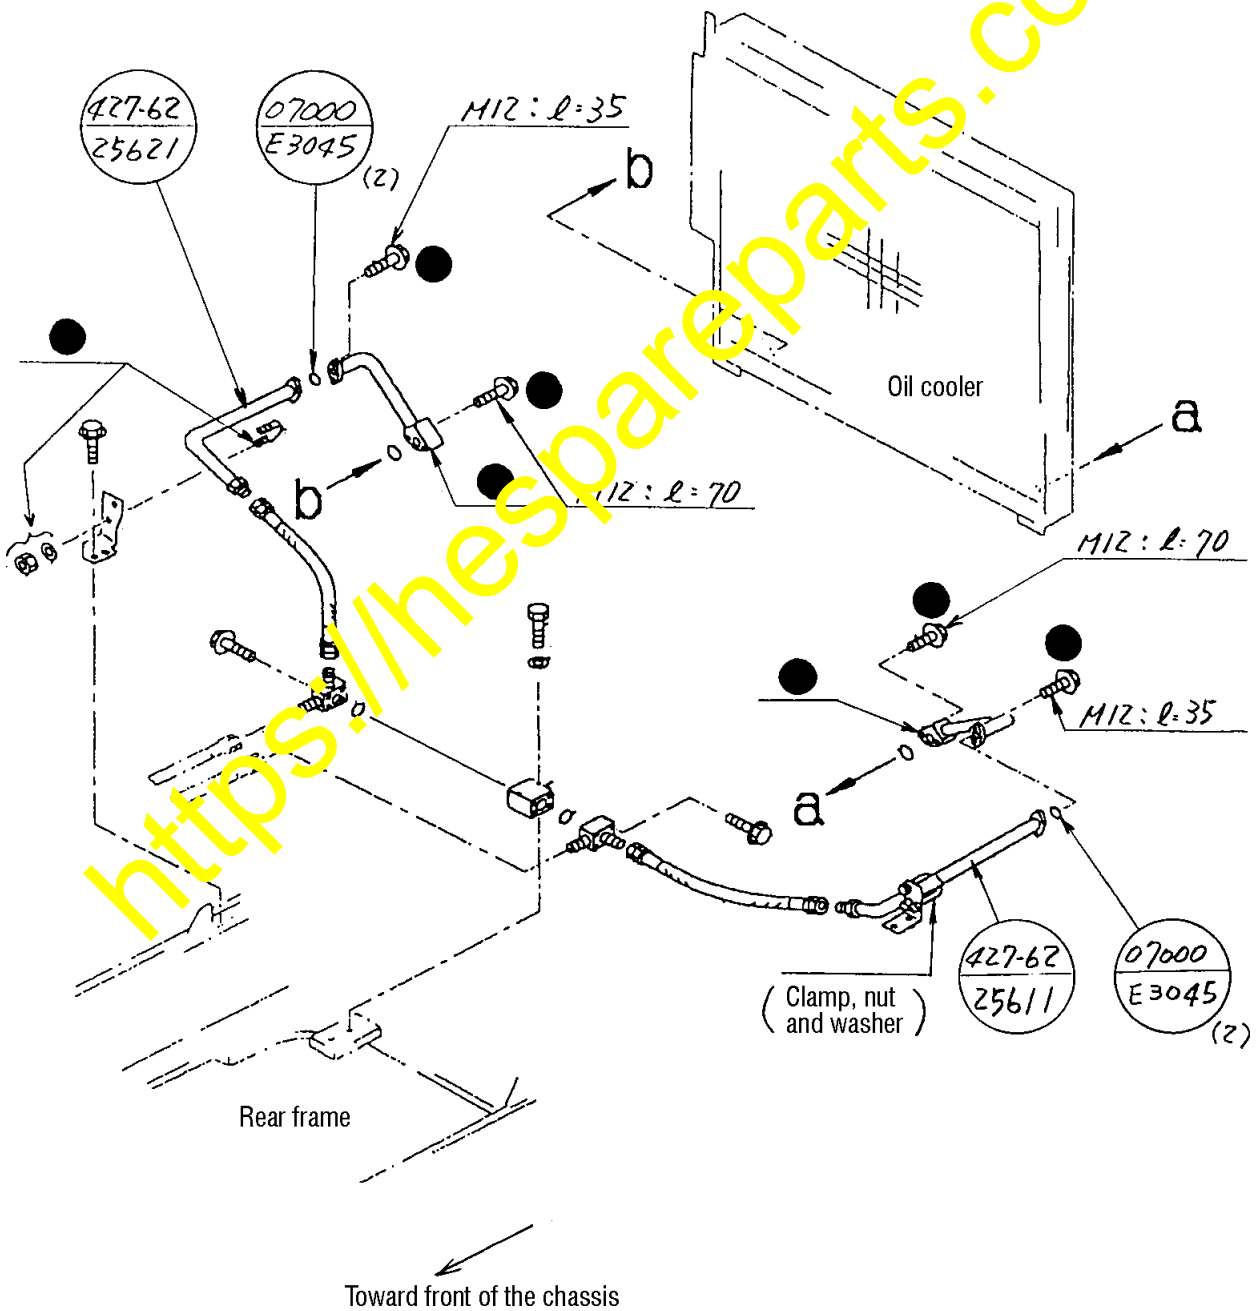 427-62
25621
07000
E3045
(2)
M12 : l=35
b
Oil cooler
a
b
M12 : l=70
M12 : l=70
M12 : l=35
a
427-62
25611
07000
E3045
(2)
( Clamp, nut
and washer )
Rear frame
Toward front of the chassis
https://hespareparts.co